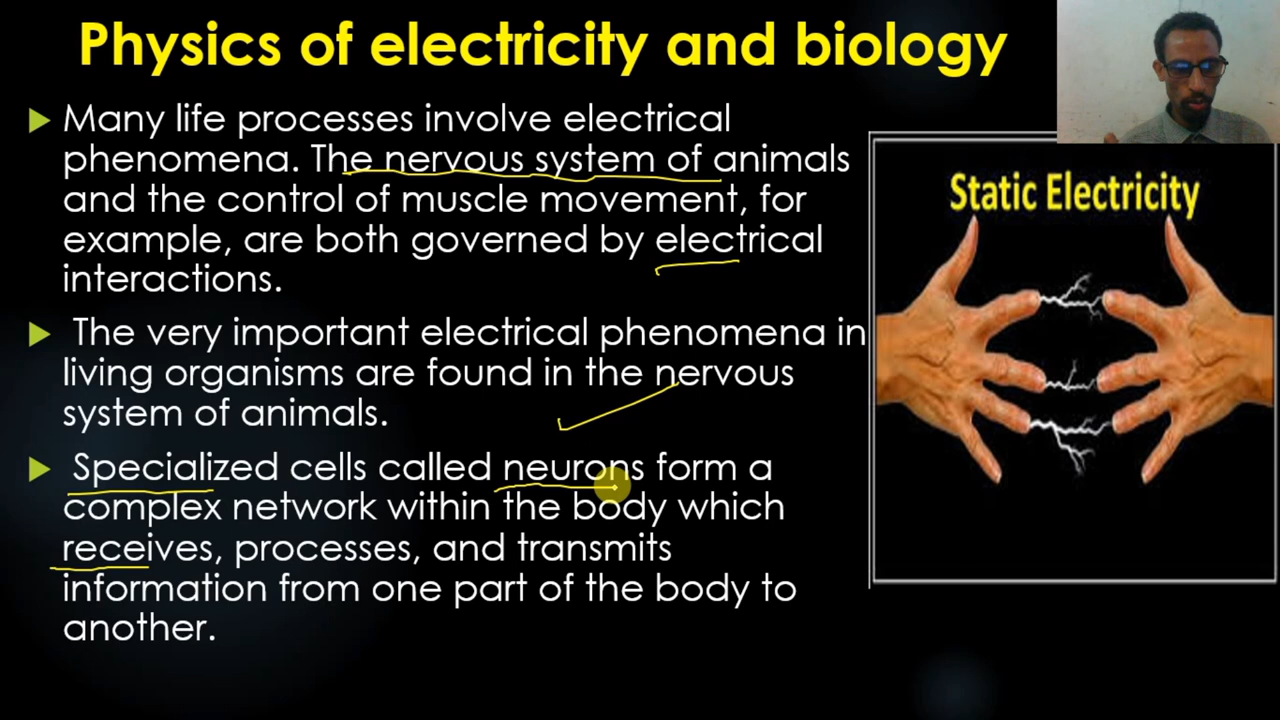 Physics of electricity and biology
Many life processes involve electrical
phenomena. The nervous system of animals
and the control of muscle movement, for
example, are both governed by electrical
interactions.
The very important electrical phenomena in
living organisms are found in the nervous
system of animals.
Specialized cells called neurons form a
complex network within the body which
receives, processes, and transmits
information from one part of the body to
another.
Static Electricity